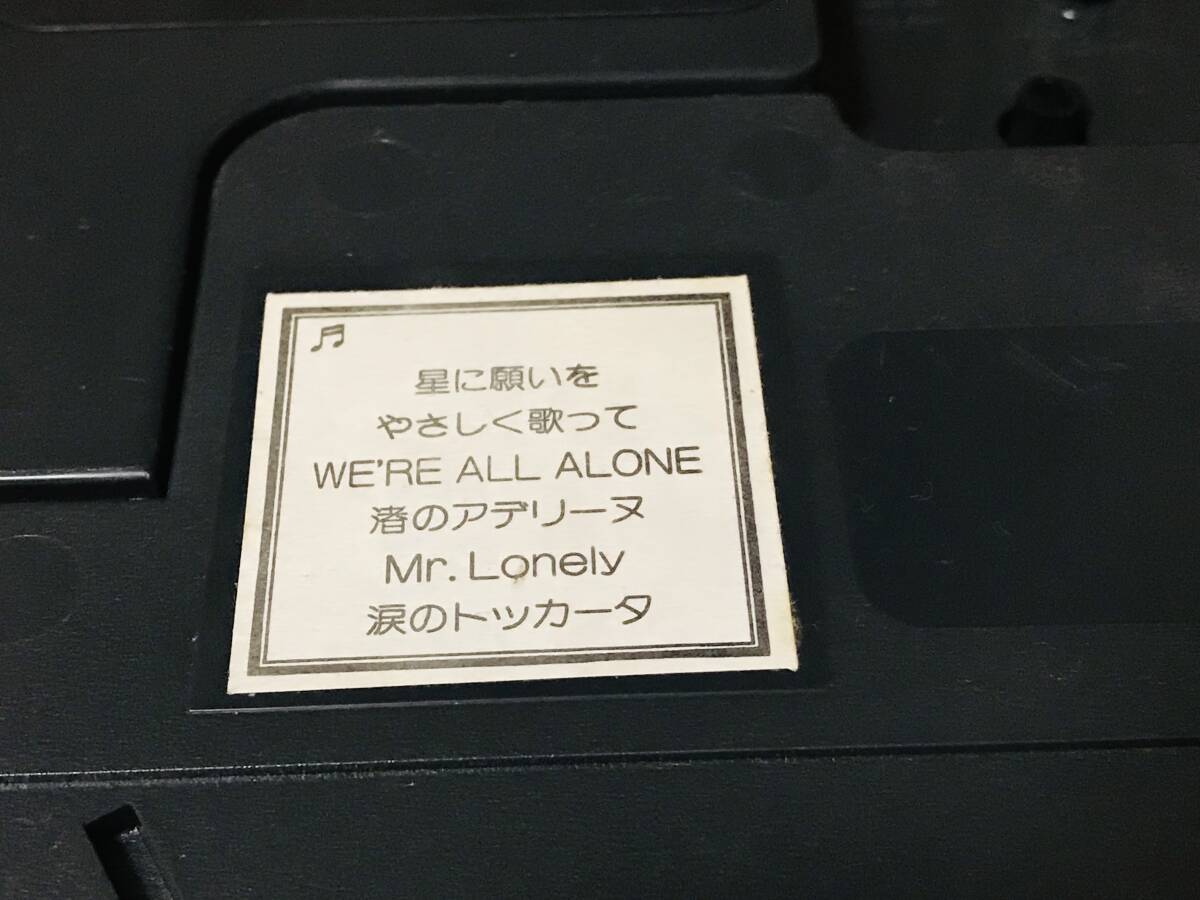 星に願いを
やさしく歌って
WE'RE ALL ALONE
渚のアデリーヌ
Mr. Lonely
涙のトッカータ